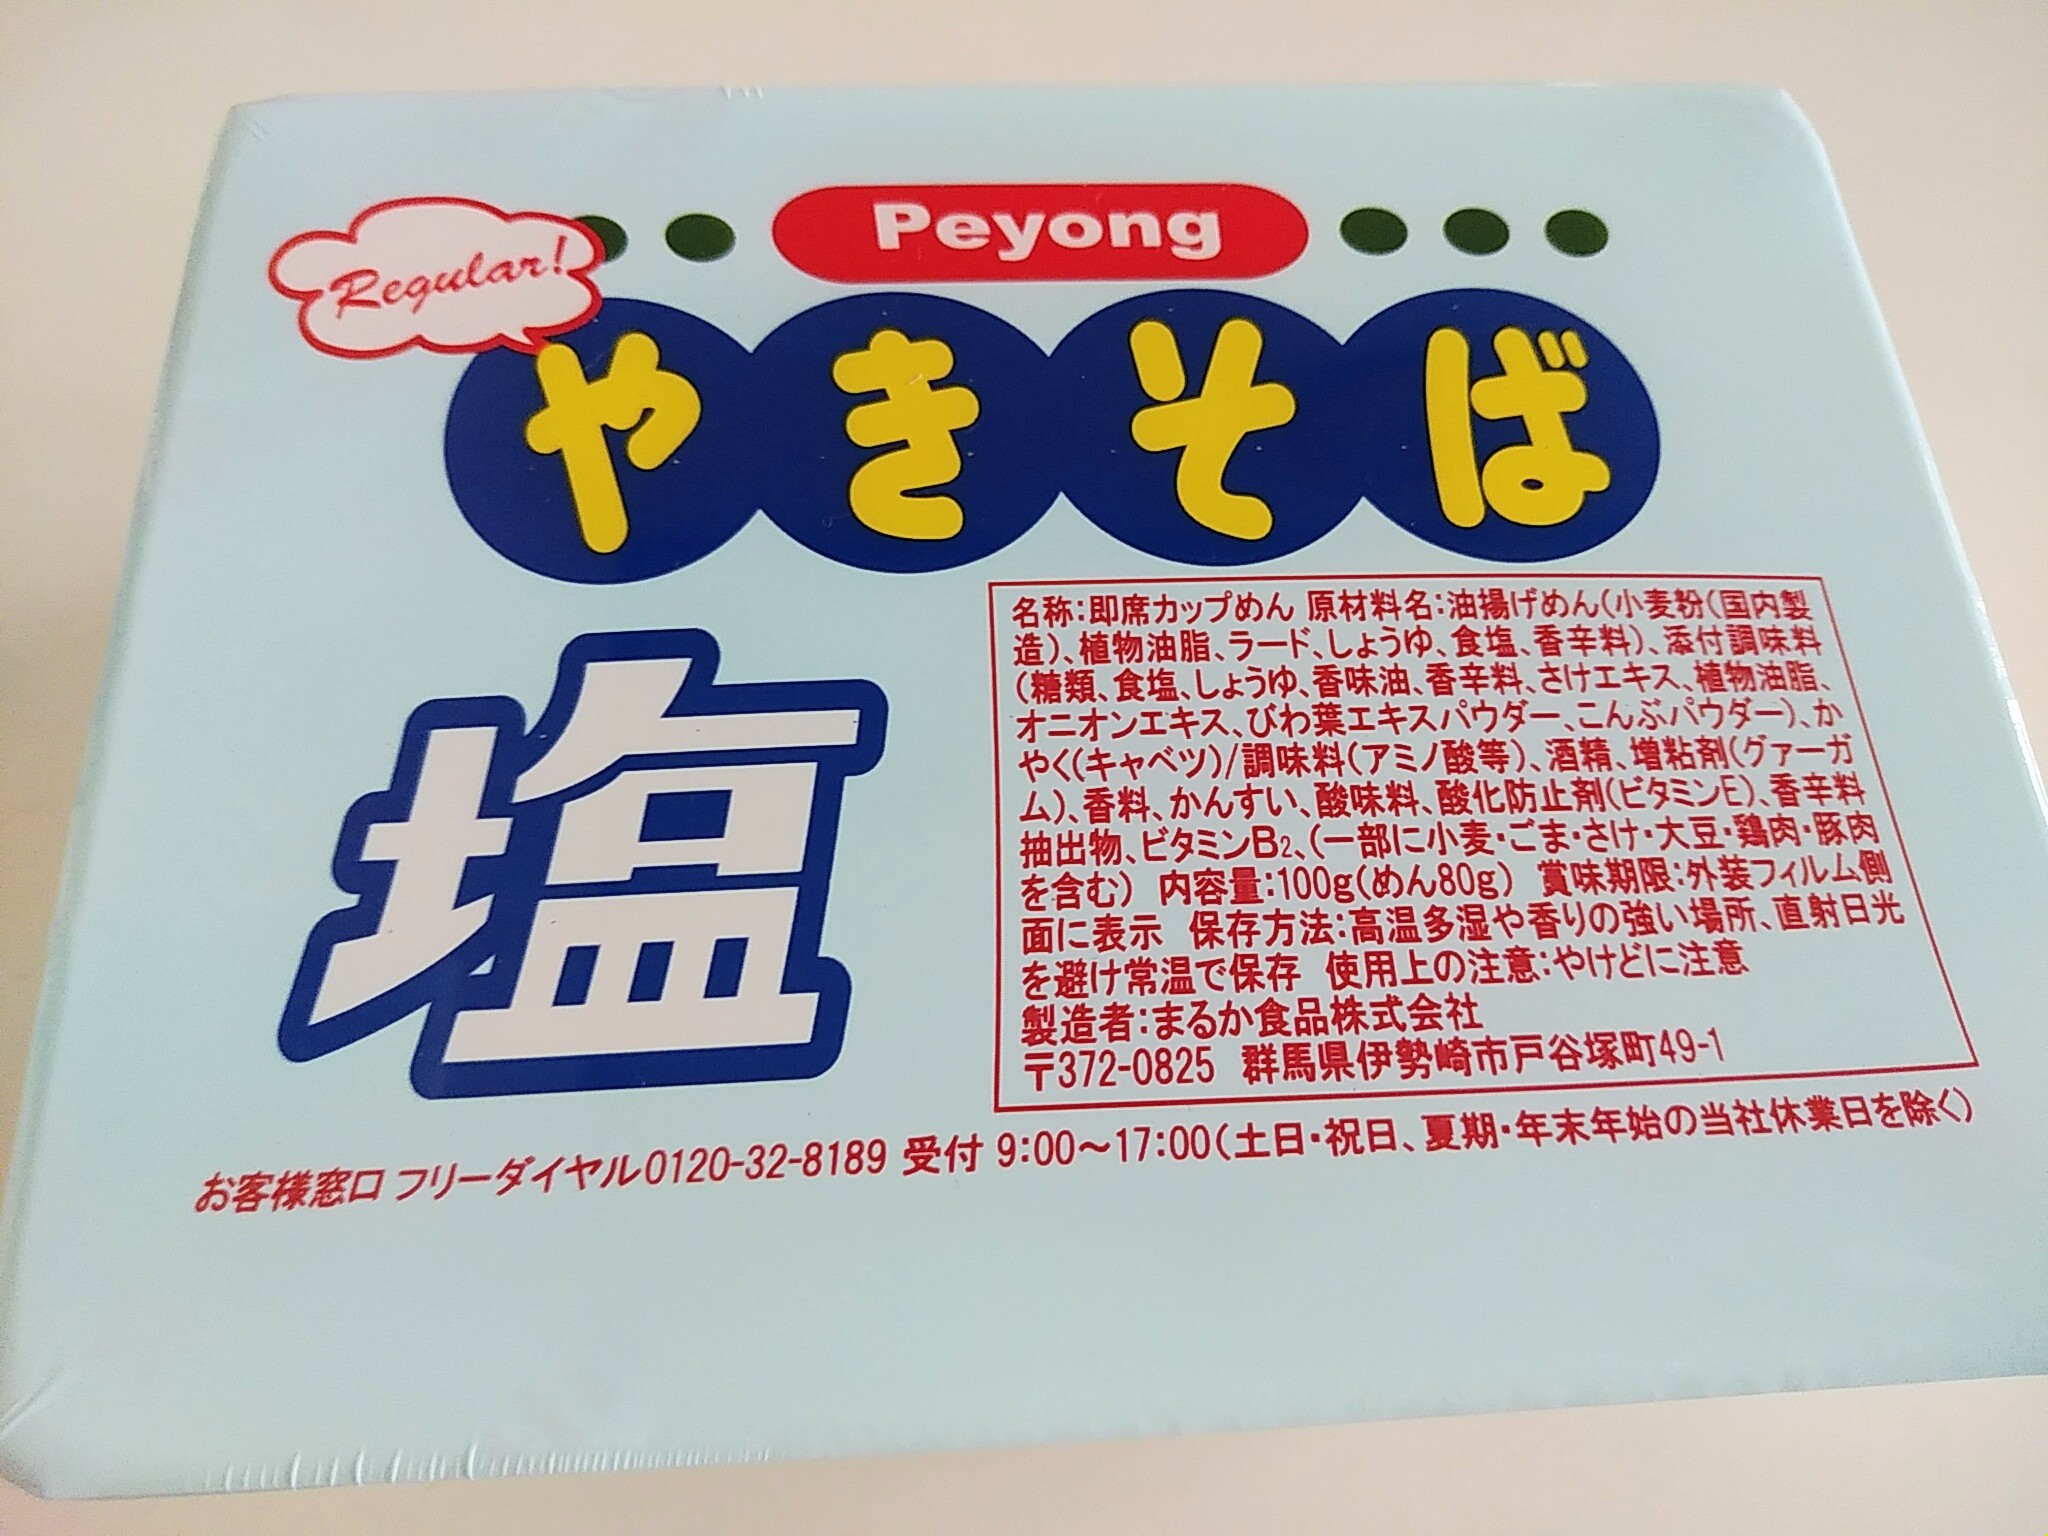 Peyong
Regular!
やきそば
塩
名称:即席カップめん 原材料名:油揚げめん(小麦粉(国内製
造)、植物油脂、ラード、しょうゆ、食塩、香辛料)、添付調味料
(糖類、食塩、しょうゆ、香味油、香辛料、さけエキス、植物油脂、
オニオンエキス、びわ葉エキスパウダー、こんぶパウダー)、か
やく(キャベツ)/調味料(アミノ酸等)、酒精、増粘剤(グァーガ
ム)、香料、かんすい、酸味料、酸化防止剤(ビタミンE)、香辛料
抽出物、ビタミンB2、(一部に小麦・ごま・さけ・大豆・鶏肉・豚肉
を含む) 内容量:100g(めん80g) 賞味期限:外装フィルム側
面に表示 保存方法:高温多湿や香りの強い場所、直射日光
を避け常温で保存 使用上の注意:やけどに注意
製造者:まるか食品株式会社
〒372-0825 群馬県伊勢崎市戸谷塚町49-1
お客様窓口 フリーダイヤル0120-32-8189 受付 9:00〜17:00(土日・祝日、夏期・年末年始の当社休業日を除く)